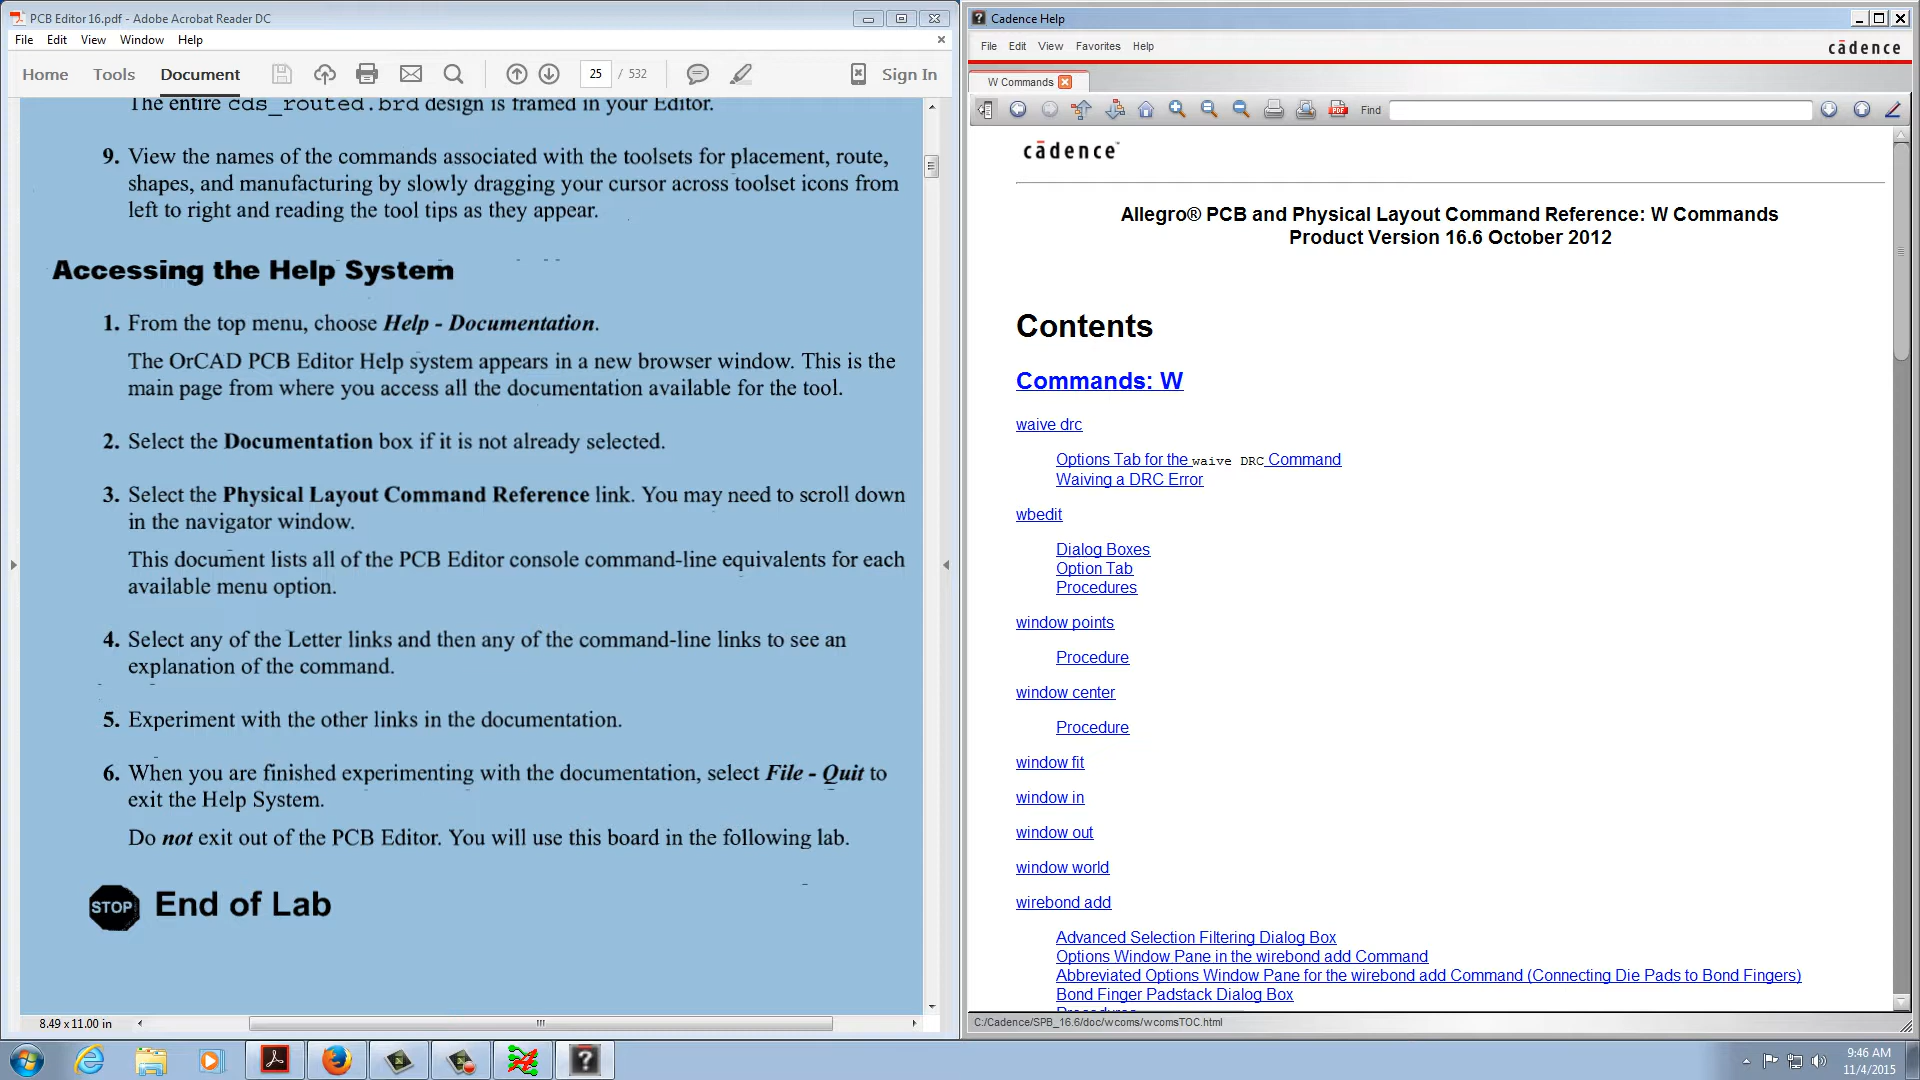 PCB Editor 16.pdf - Adobe Acrobat Reader DC
File Edit View Window Help
Home Tools Document 25 / 532 Sign In
The entire cds_routed.brd design is framed in your Editor.
9. View the names of the commands associated with the toolsets for placement, route,
shapes, and manufacturing by slowly dragging your cursor across toolset icons from
left to right and reading the tool tips as they appear.
Accessing the Help System
1. From the top menu, choose Help - Documentation.
The OrCAD PCB Editor Help system appears in a new browser window. This is the
main page from where you access all the documentation available for the tool.
2. Select the Documentation box if it is not already selected.
3. Select the Physical Layout Command Reference link. You may need to scroll down
in the navigator window.
This document lists all of the PCB Editor console command-line equivalents for each
available menu option.
4. Select any of the Letter links and then any of the command-line links to see an
explanation of the command.
5. Experiment with the other links in the documentation.
6. When you are finished experimenting with the documentation, select File - Quit to
exit the Help System.
Do not exit out of the PCB Editor. You will use this board in the following lab.
STOP End of Lab
8.49 x 11.00 in
Cadence Help
File Edit View Favorites Help
cādence
W Commands
Find
cādence
Allegro® PCB and Physical Layout Command Reference: W Commands
Product Version 16.6 October 2012
Contents
Commands: W
waive drc
Options Tab for the waive DRC Command
Waiving a DRC Error
wbedit
Dialog Boxes
Option Tab
Procedures
window points
Procedure
window center
Procedure
window fit
window in
window out
window world
wirebond add
Advanced Selection Filtering Dialog Box
Options Window Pane in the wirebond add Command
Abbreviated Options Window Pane for the wirebond add Command (Connecting Die Pads to Bond Fingers)
Bond Finger Padstack Dialog Box
Procedures
C:/Cadence/SPB_16.6/doc/wcoms/wcomsTOC.html
9:46 AM
11/4/2015